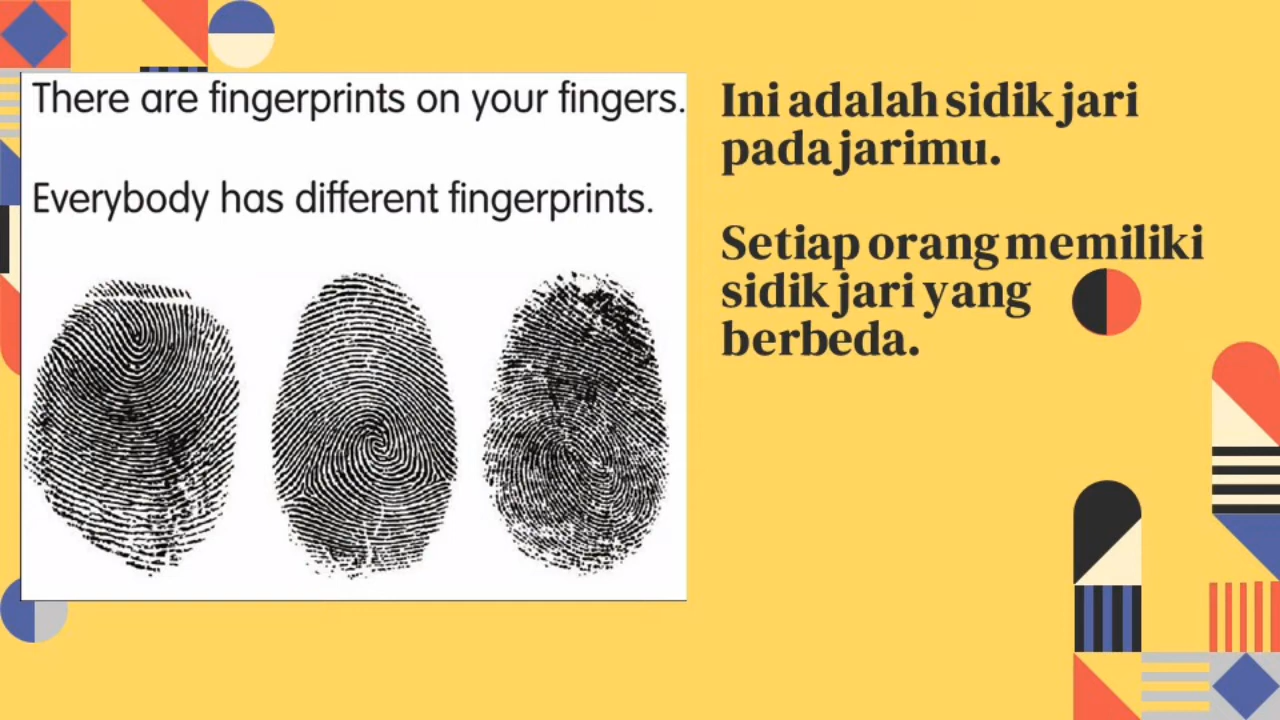 There are fingerprints on your fingers.
Everybody has different fingerprints.
Ini adalah sidik jari
pada jarimu.
Setiap orang memiliki
sidik jari yang
berbeda.